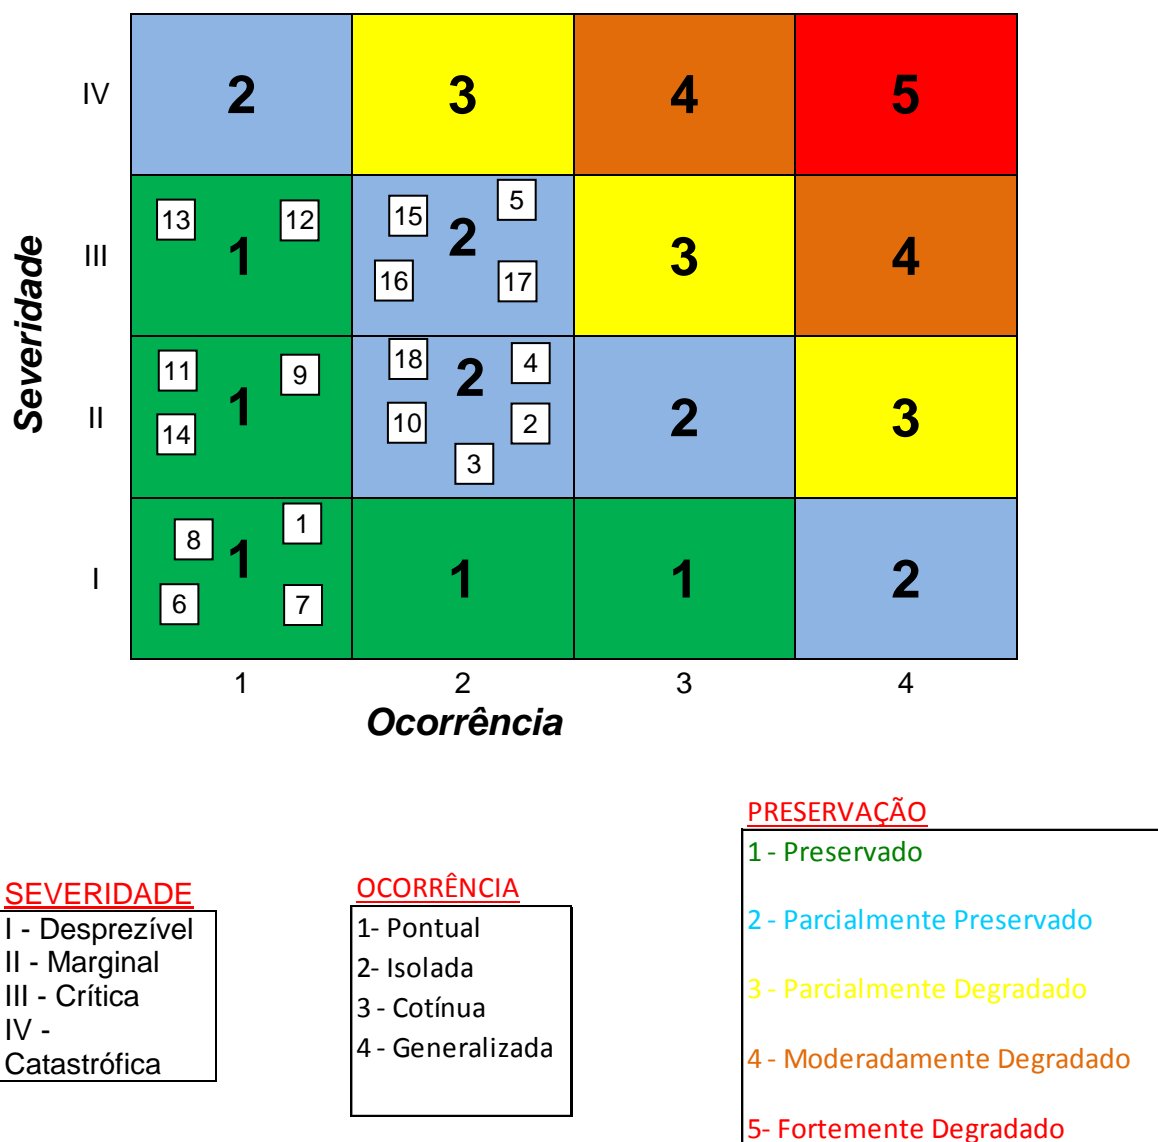 IV
2
3
4
5
13
12
1
15
5
2
16
17
III
3
4
11
9
1
14
18
4
2
10
2
3
II
2
3
8
1
1
6
7
I
1
1
2
Severidade
1
2
3
4
Ocorrência
SEVERIDADE
I - Desprezível
II - Marginal
III - Crítica
IV -
Catastrófica
OCORRÊNCIA
1- Pontual
2- Isolada
3 - Cotínua
4 - Generalizada
PRESERVAÇÃO
1 - Preservado
2 - Parcialmente Preservado
3 - Parcialmente Degradado
4 - Moderadamente Degradado
5- Fortemente Degradado